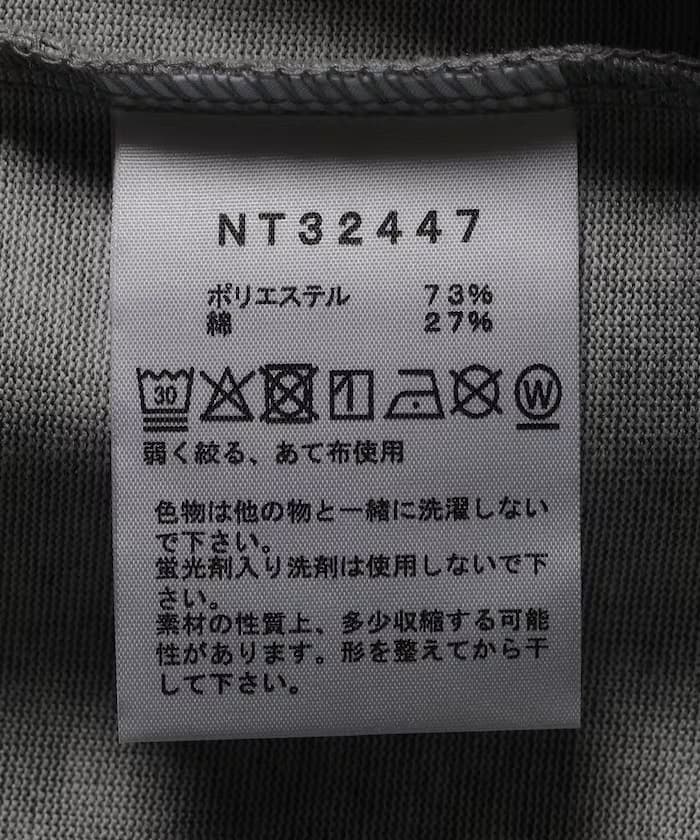 NT32447
ポリエステル 73%
綿 27%
30 W
弱く絞る、あて布使用
色物は他の物と一緒に洗濯しない
で下さい。
蛍光剤入り洗剤は使用しないで下
さい。
素材の性質上、多少収縮する可能
性があります。形を整えてから干
して下さい。